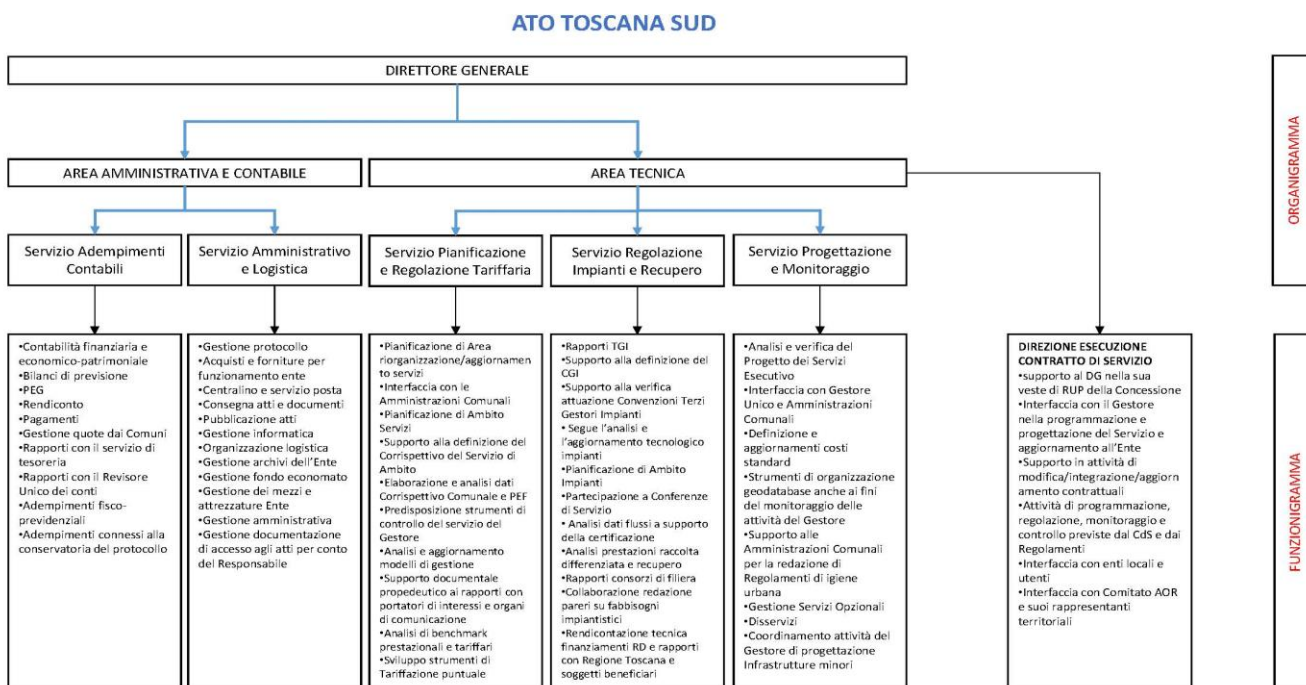 ATO TOSCANA SUD
DIRETTORE GENERALE
AREA AMMINISTRATIVA E CONTABILE
AREA TECNICA
Servizio Adempimenti
Contabili
Servizio Amministrativo
e Logistica
Servizio Pianificazione
e Regolazione Tariffaria
Servizio Regolazione
Impianti e Recupero
Servizio Progettazione
e Monitoraggio
ORGANIGRAMMA
•Contabilità finanziaria e
economico-patrimoniale
•Bilanci di previsione
•PEG
•Rendiconto
•Pagamenti
•Gestione quote dai Comuni
•Rapporti con il servizio di
tesoreria
•Rapporti con il Revisore
Unico dei conti
•Adempimenti fisco-
previdenziali
•Adempimenti connessi alla
conservatoria del protocollo
•Gestione protocollo
•Acquisti e forniture per
funzionamento ente
•Centralino e servizio posta
•Consegna atti e documenti
•Pubblicazione atti
•Gestione informatica
•Organizzazione logistica
•Gestione archivi dell'Ente
•Gestione fondo economato
•Gestione dei mezzi e
attrezzature Ente
•Gestione amministrativa
•Gestione documentazione
di accesso agli atti per conto
del Responsabile
•Pianificazione di Area
riorganizzazione/aggiornamen
to servizi
•Interfaccia con le
Amministrazioni Comunali
•Pianificazione di Ambito
Servizi
•Supporto alla definizione del
Corrispettivo del Servizio di
Ambito
•Elaborazione e analisi dati
Corrispettivo Comunale e PEF
•Predisposizione strumenti di
controllo del servizio del
Gestore
•Analisi e aggiornamento
modelli di gestione
•Supporto documentale
propedeutico ai rapporti con
portatori di interessi e organi
di comunicazione
•Analisi di benchmark
prestazionali e tariffari
•Sviluppo strumenti di
Tariffazione puntuale
•Rapporti TGI
•Supporto alla definizione del
CGI
•Supporto alla verifica
attuazione Convenzioni Terzi
Gestori Impianti
• Segue l'analisi e
l'aggiornamento tecnologico
impianti
•Pianificazione di Ambito
Impianti
•Partecipazione a Conferenze
di Servizio
• Analisi dati flussi a supporto
della certificazione
•Analisi prestazioni raccolta
differenziata e recupero
•Rapporti consorzi di filiera
•Collaborazione redazione
pareri su fabbisogni
impiantistici
•Rendicontazione tecnica
finanziamenti RD e rapporti
con Regione Toscana e
soggetti beneficiari
•Analisi e verifica del
Progetto dei Servizi
Esecutivo
•Interfaccia con Gestore
Unico e Amministrazioni
Comunali
•Definizione e
aggiornamenti costi
standard
•Strumenti di organizzazione
geodatabase anche ai fini
del monitoraggio delle
attività del Gestore
•Supporto alle
Amministrazioni Comunali
per la redazione di
Regolamenti di igiene
urbana
•Gestione Servizi Opzionali
•Disservizi
•Coordinamento attività del
Gestore di progettazione
Infrastrutture minori
DIREZIONE ESECUZIONE
CONTRATTO DI SERVIZIO
•supporto al DG nella sua
veste di RUP della Concessione
•Interfaccia con il Gestore
nella programmazione e
progettazione del Servizio e
aggiornamento all'Ente
•Supporto in attività di
modifica/integrazione/aggiorn
amento contrattuali
•Attività di programmazione,
regolazione, monitoraggio e
controllo previste dal CdS e dai
Regolamenti
•Interfaccia con enti locali e
utenti
•Interfaccia con Comitato AOR
e suoi rappresentanti
territoriali
FUNZIONIGRAMMA